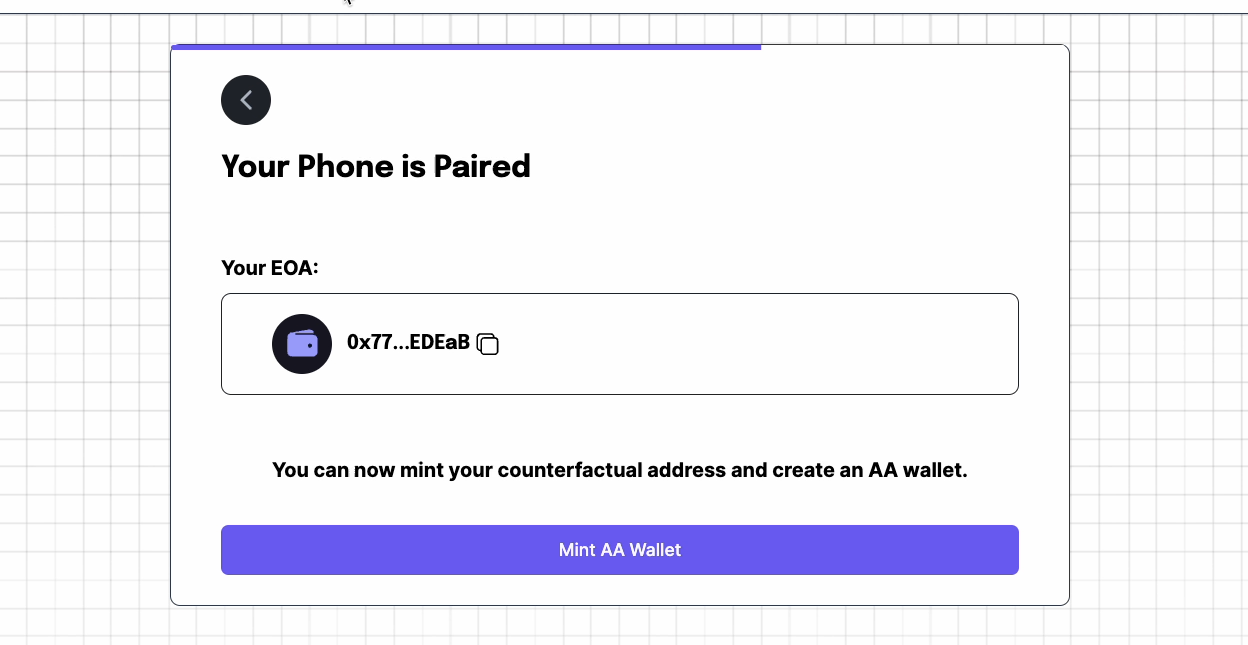 Your Phone is Paired
Your EOA:
0x77...EDEaB
You can now mint your counterfactual address and create an AA wallet.
Mint AA Wallet